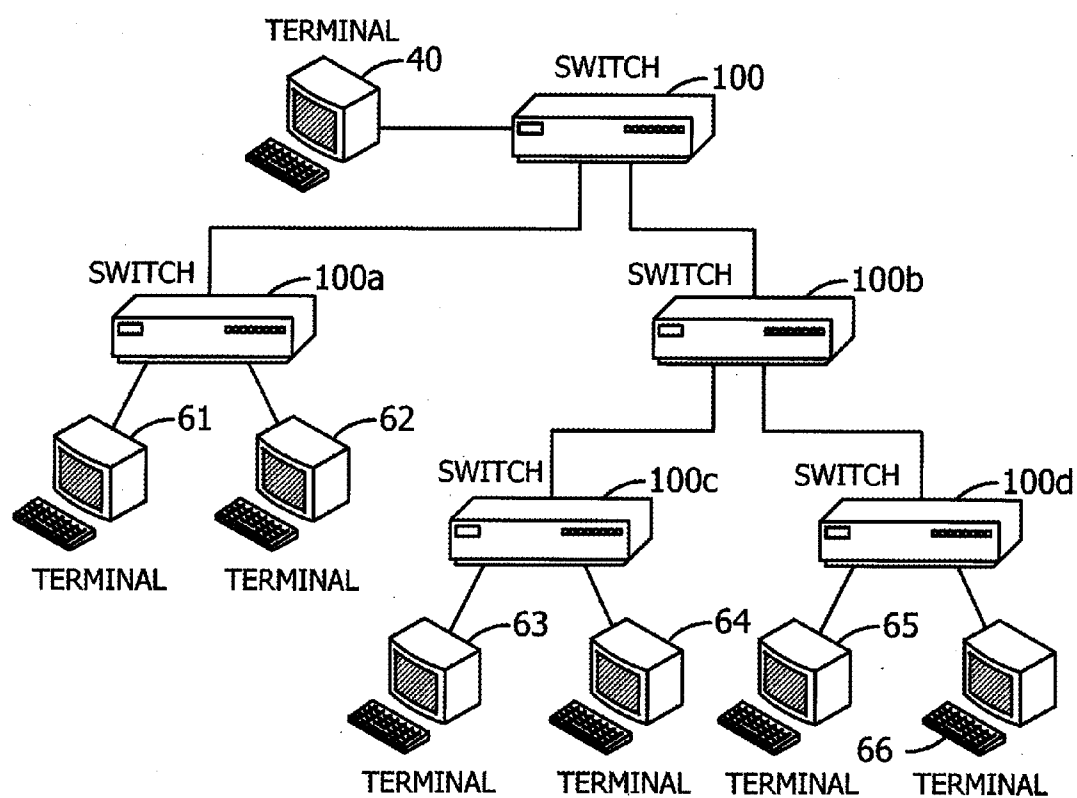 TERMINAL
40
SWITCH
100
SWITCH
100a
SWITCH
100b
61
62
SWITCH
100c
SWITCH
100d
TERMINAL
TERMINAL
63
64
65
66
TERMINAL
TERMINAL
TERMINAL
TERMINAL